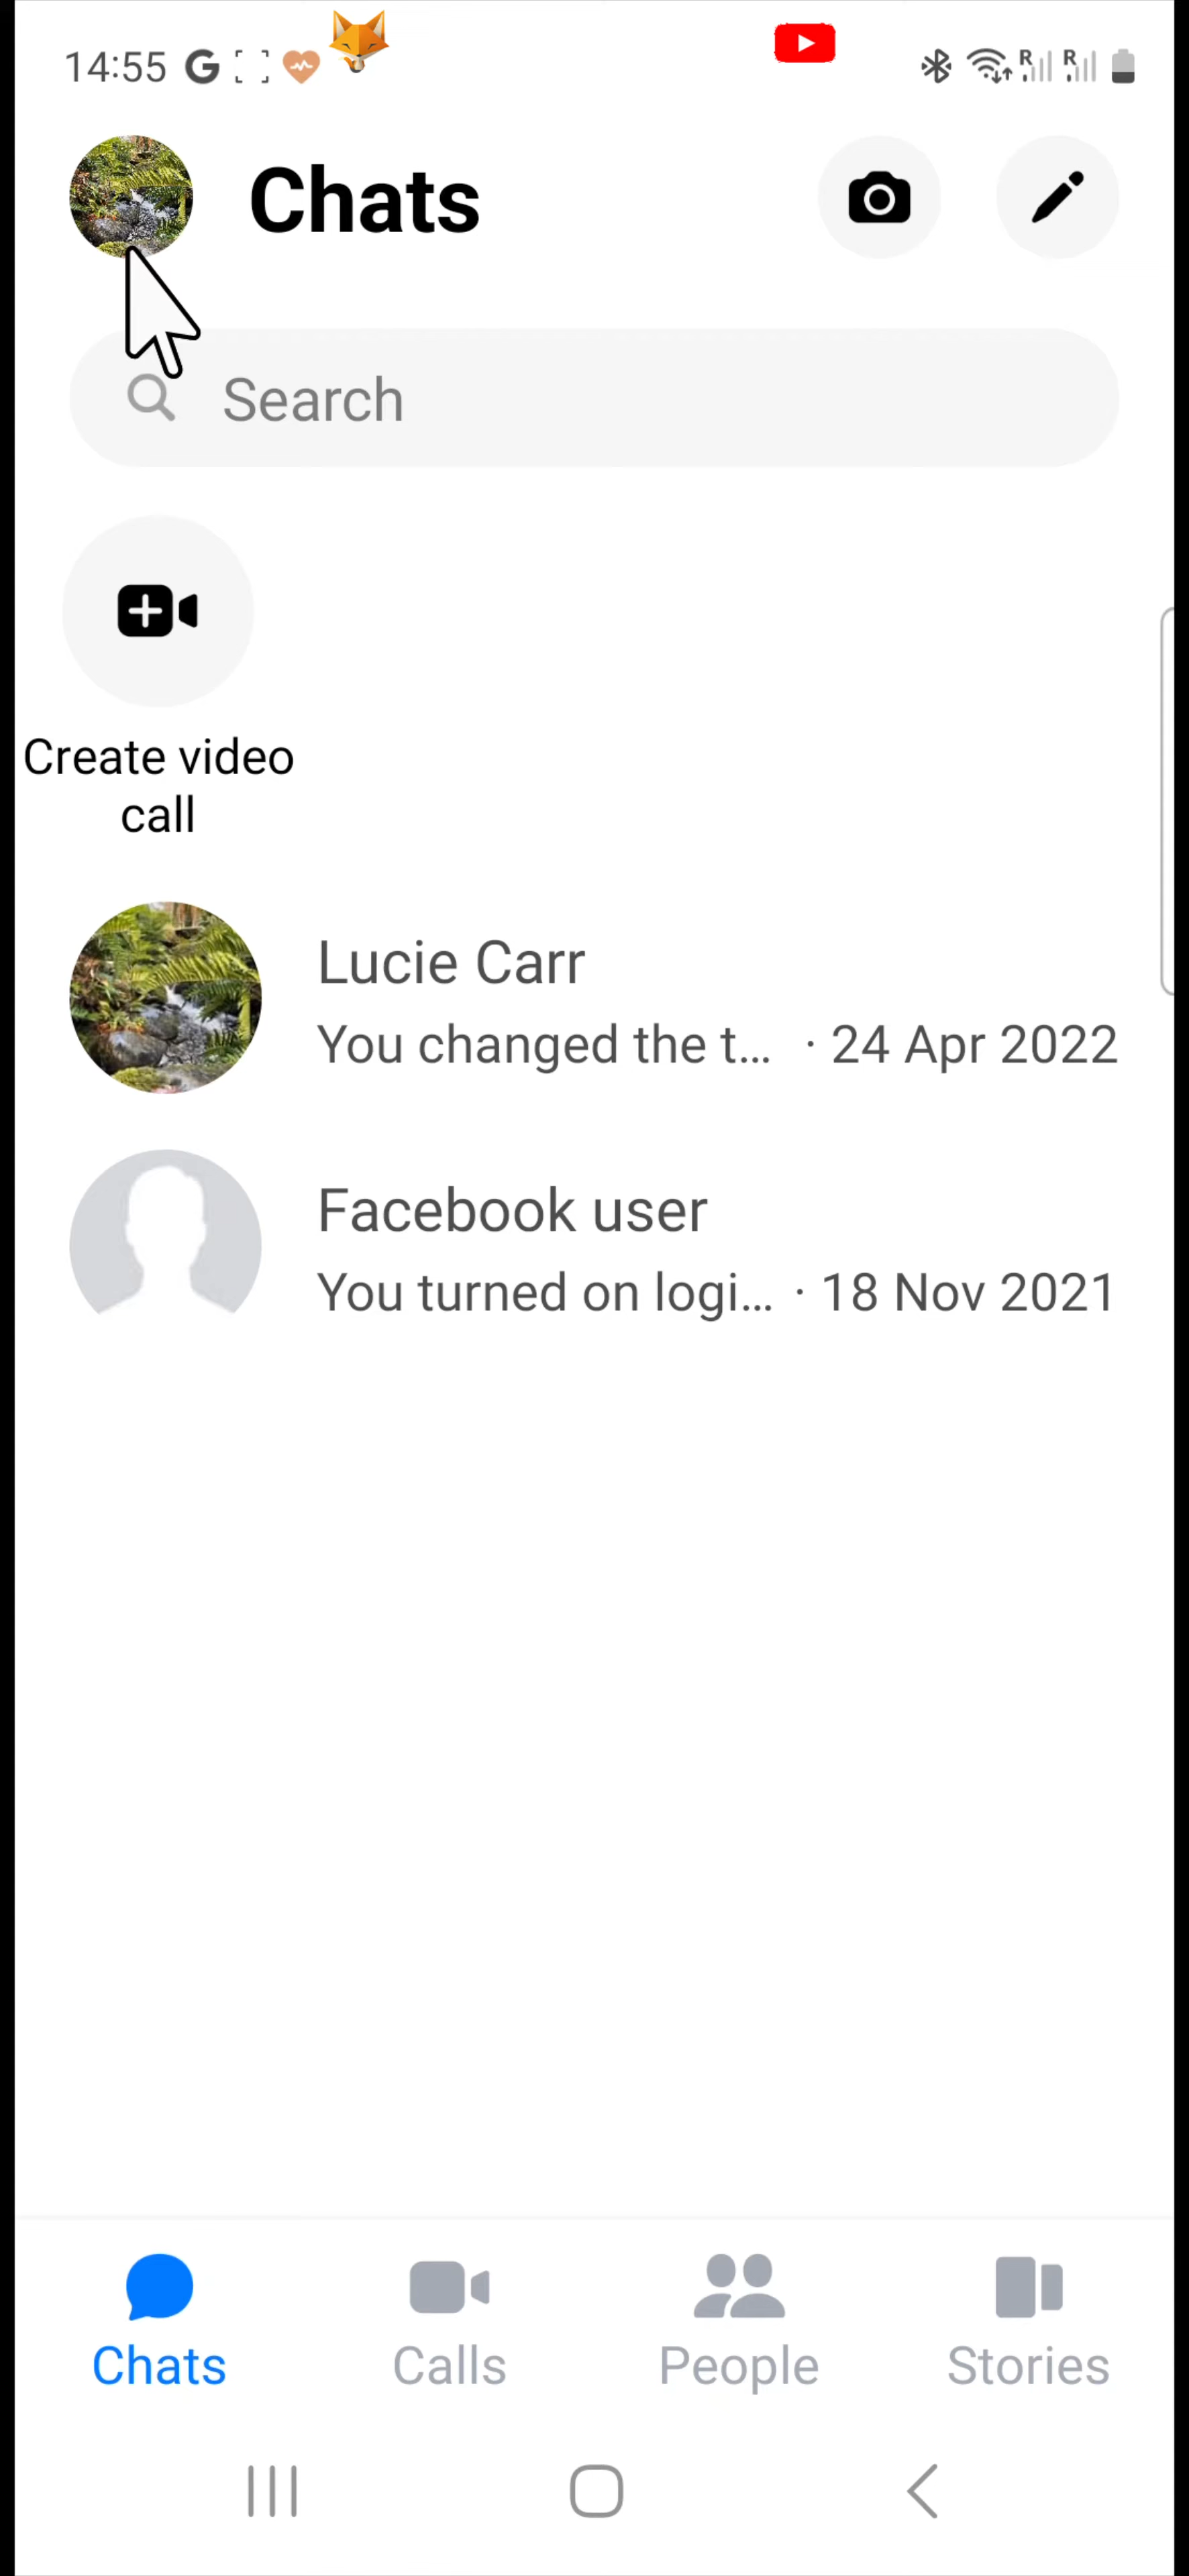 14:55
Chats
Search
Create video
call
Lucie Carr
You changed the t... · 24 Apr 2022
Facebook user
You turned on logi... · 18 Nov 2021
Chats
Calls
People
Stories